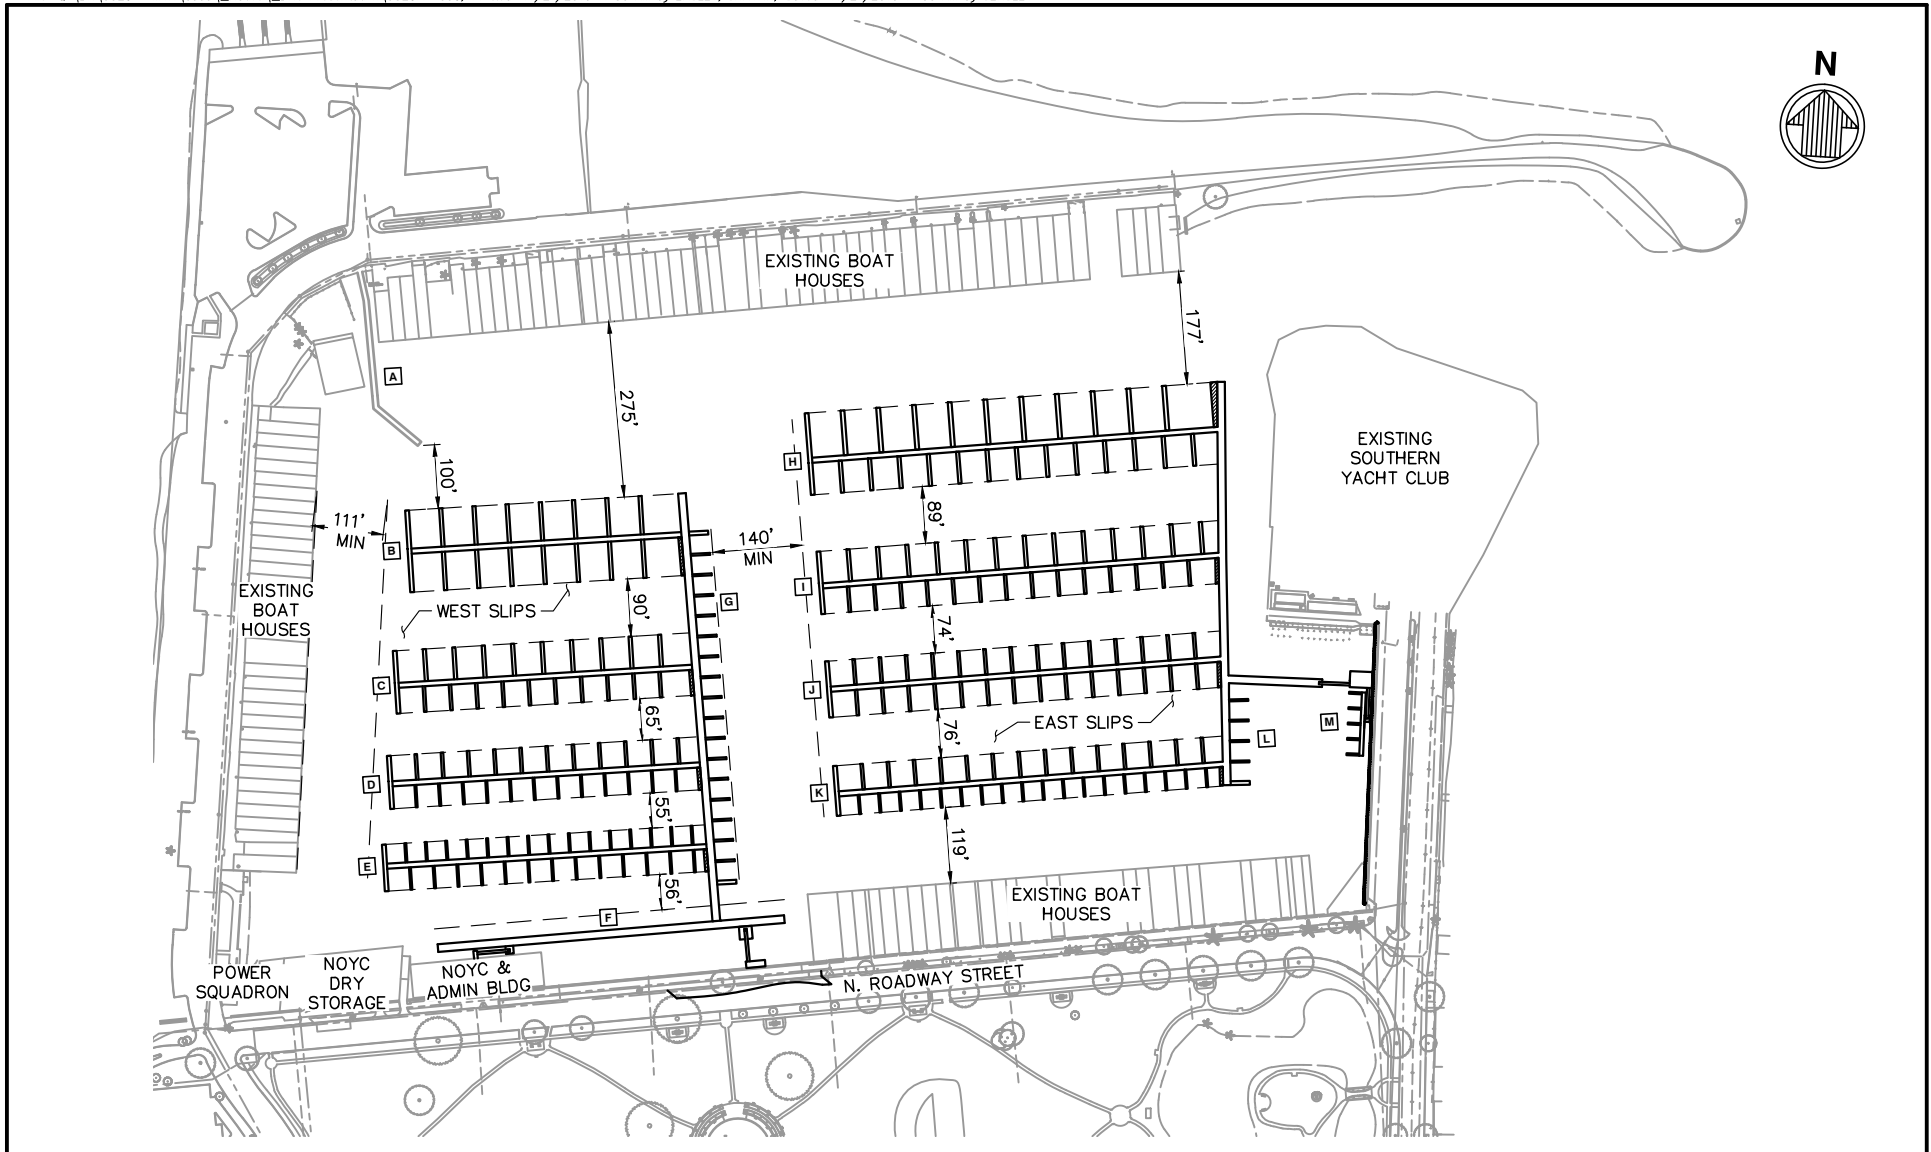 N
EXISTING BOAT
HOUSES
177'
A
275'
EXISTING
SOUTHERN
YACHT CLUB
H
100'
89'
111'
MIN
B
140'
MIN
I
EXISTING
BOAT
HOUSES
WEST SLIPS
90'
G
74'
C
J
65'
EAST SLIPS
76'
L
M
D
K
55'
119'
E
56'
F
EXISTING BOAT
HOUSES
POWER
SQUADRON
NOYC
DRY
STORAGE
NOYC &
ADMIN BLDG
N. ROADWAY STREET